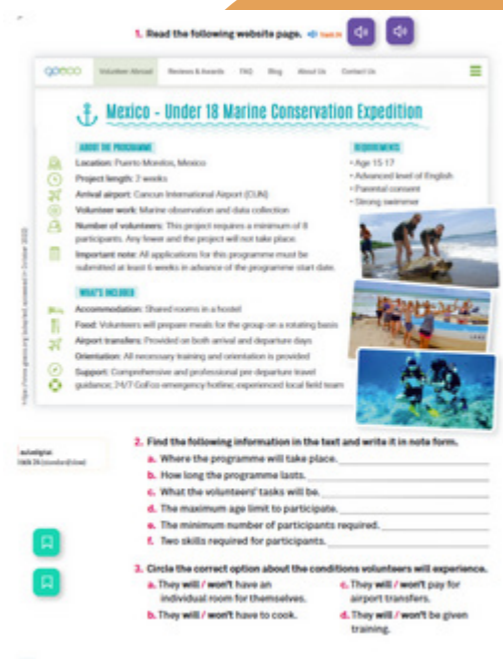 1. Read the following website page.
goeco Volunteer Abroad Reviews & Awards FAQ Blog About Us Contact Us
Mexico - Under 18 Marine Conservation Expedition
ABOUT THE PROGRAMME
Location: Puerto Morelos, Mexico
Project length: 2 weeks
Arrival airport: Cancun International Airport (CUN)
Volunteer work: Marine observation and data collection
Number of volunteers: This project requires a minimum of 8
participants. Any fewer and the project will not take place.
Important note: All applications for this programme must be
submitted at least 6 weeks in advance of the programme start date.
REQUIREMENTS
• Age 15-17
• Advanced level of English
• Parental consent
• Strong swimmer
WHAT'S INCLUDED
Accommodation: Shared rooms in a hostel
Food: Volunteers will prepare meals for the group on a rotating basis
Airport transfers: Provided on both arrival and departure days
Orientation: All necessary training and orientation is provided
Support: Comprehensive and professional pre-departure travel
guidance; 24/7 GoEco emergency hotline; experienced local field team
2. Find the following information in the text and write it in note form.
a. Where the programme will take place.
b. How long the programme lasts.
c. What the volunteers' tasks will be.
d. The maximum age limit to participate.
e. The minimum number of participants required.
f. Two skills required for participants.
3. Circle the correct option about the conditions volunteers will experience.
a. They will / won't have an
individual room for themselves.
b. They will / won't have to cook.
c. They will / won't pay for
airport transfers.
d. They will / won't be given
training.